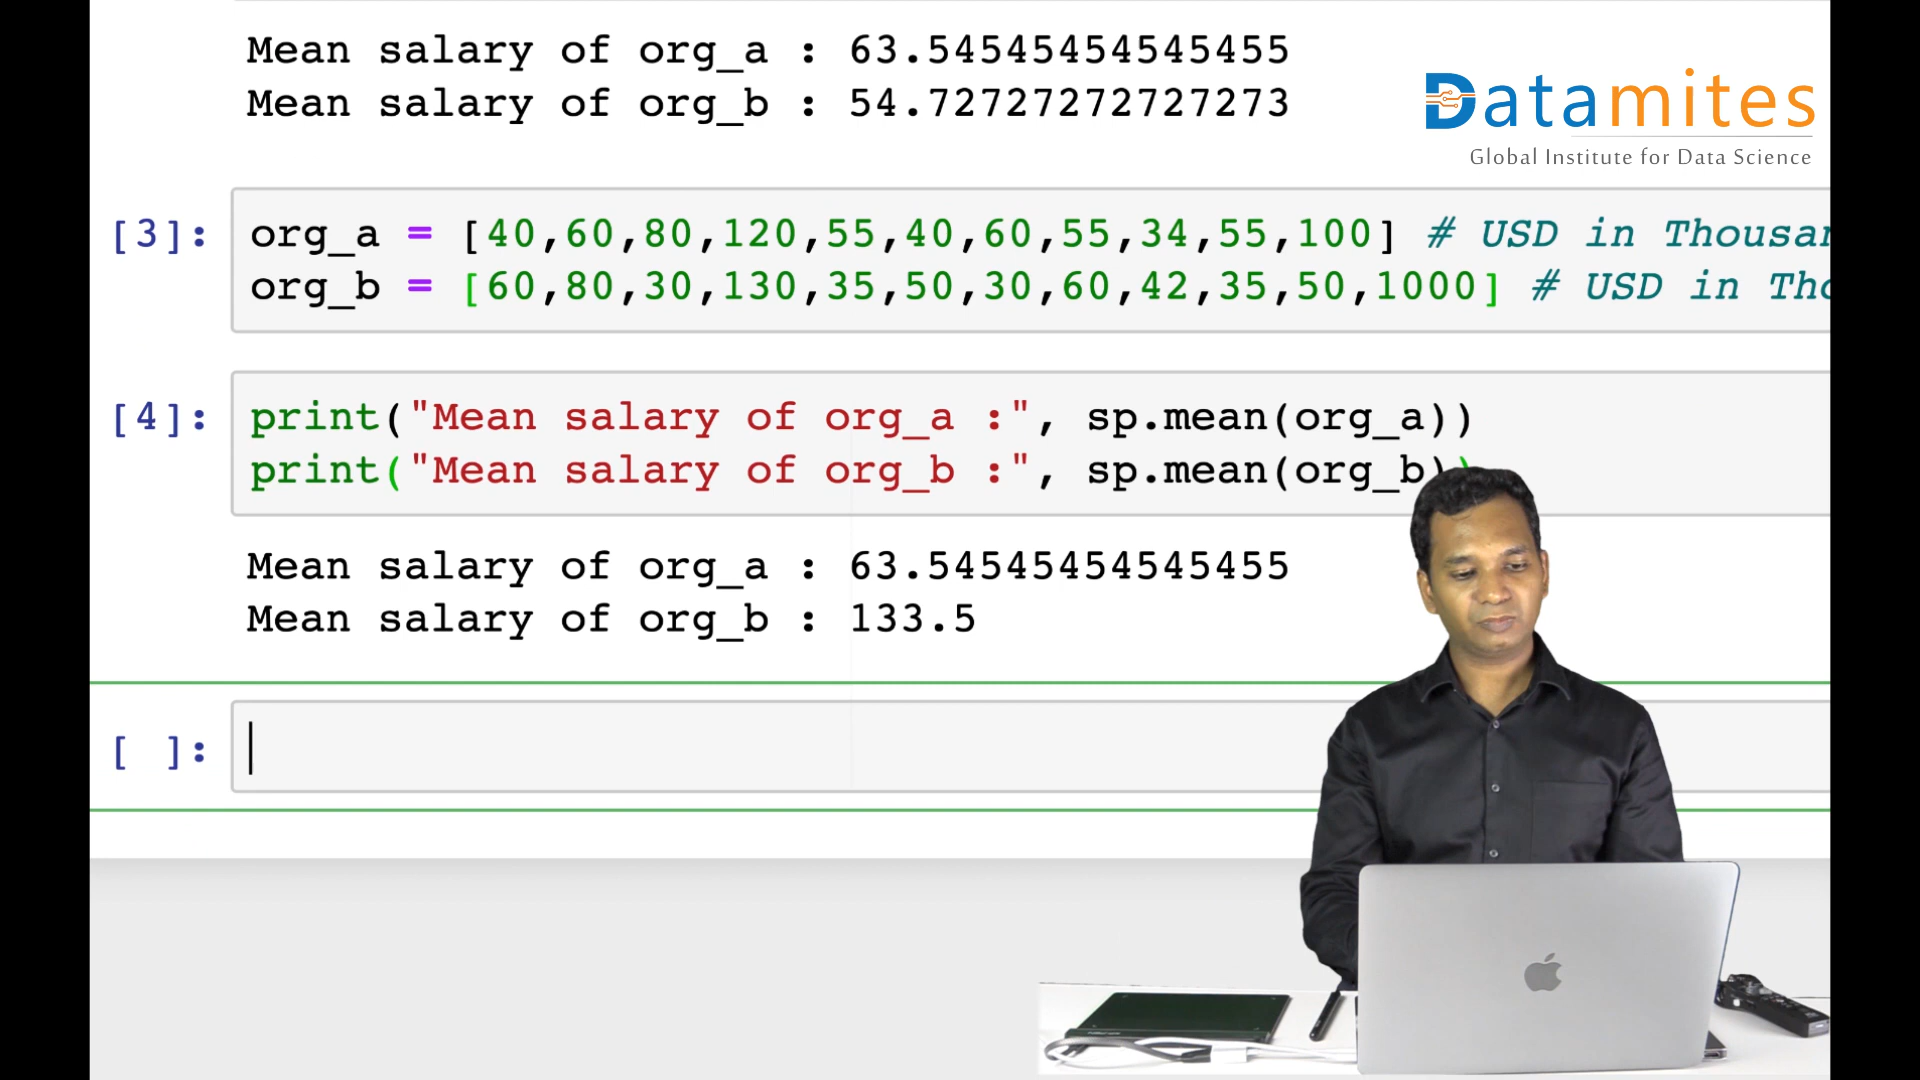 Mean salary of org_a : 63.54545454545455
Mean salary of org_b : 54.72727272727273
Datamites
Global Institute for Data Science
[3]: org_a = [40,60,80,120,55,40,60,55,34,55,100] # USD in
org_b = [60,80,30,130,35,50,30,60,42,35,50,1000] # USD in
[4]: print("Mean salary of org_a :", sp.mean(org_a))
print("Mean salary of org_b :", sp.mean(org_b))
Mean salary of org_a : 63.54545454545455
Mean salary of org_b : 133.5
[ ]: